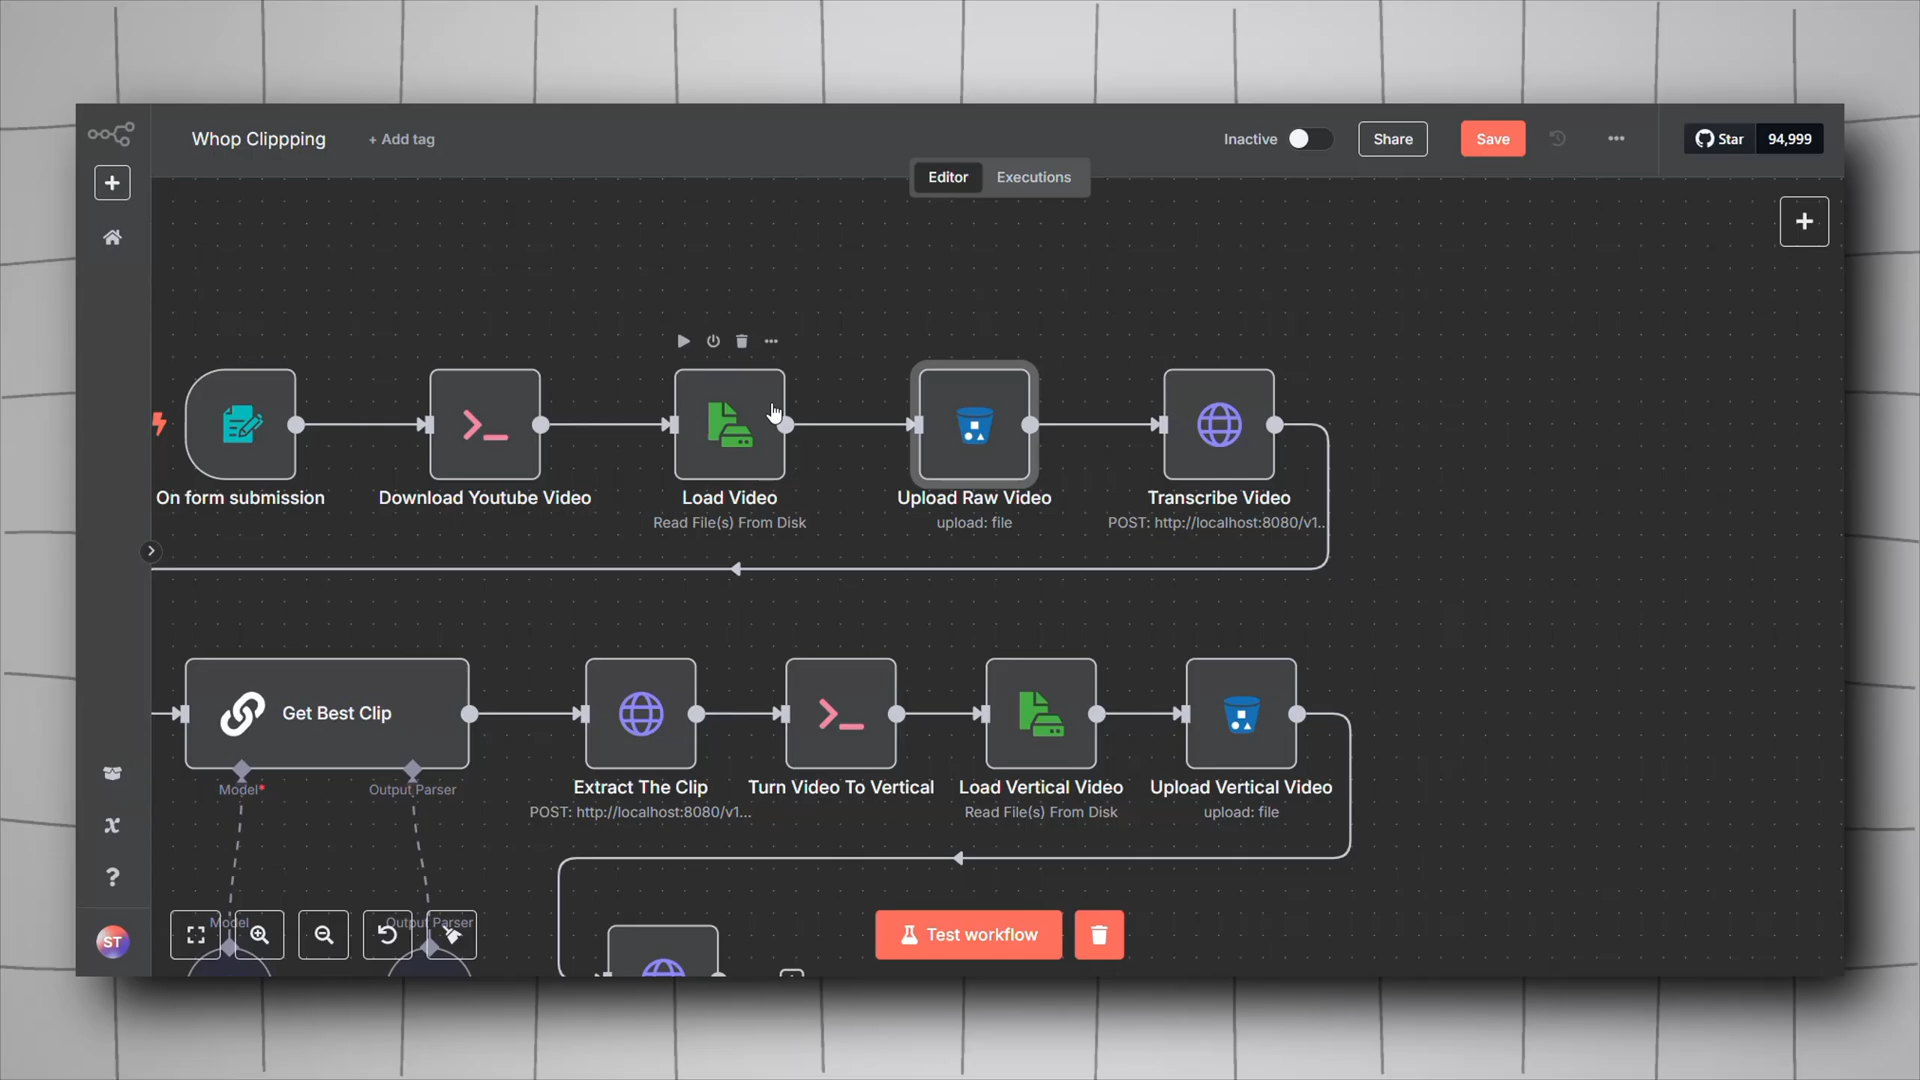 Whop Clippping
+ Add tag
Inactive
Share
Save
Star
94,999
Editor
Executions
On form submission
Download Youtube Video
Load Video
Read File(s) From Disk
Upload Raw Video
upload: file
Transcribe Video
POST: http://localhost:8080/v1...
Get Best Clip
Model*
Output Parser
Extract The Clip
POST: http://localhost:8080/v1...
Turn Video To Vertical
Load Vertical Video
Read File(s) From Disk
Upload Vertical Video
upload: file
Model
Output Parser
Test workflow
ST